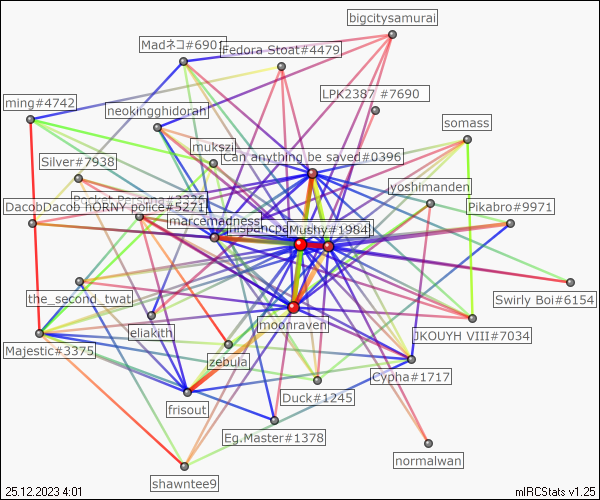 bigcitysamurai
Madネコ#6901
Fedora Stoat#4479
LPK2387 #7690
ming#4742
neokingghidorah
somass
mukszi
Can anything be saved#0396
Silver#7938
yoshimanden
DacobDacob hORNY police#5271
Pikabro#9971
marcemadness
Mushy#1984
the_second_twat
Swirly Boi#6154
eliakith
moonraven
JKOUYH VIII#7034
Majestic#3375
zebula
Cypha#1717
Duck#1245
frisout
Eg.Master#1378
normalwan
shawntee9
25.12.2023 4:01
mIRCStats v1.25